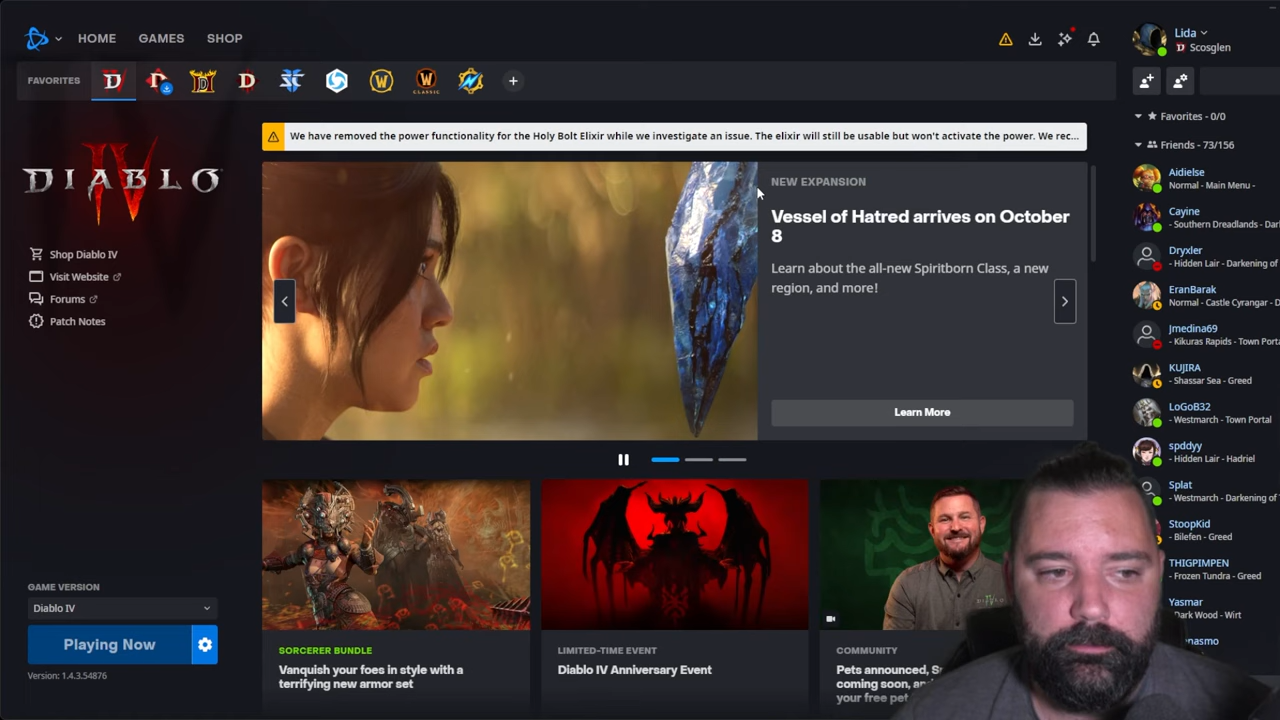 HOME GAMES SHOP
Lida
Scosglen
FAVORITES
CLASSIC
Favorites - 0/0
Friends - 73/156
We have removed the power functionality for the Holy Bolt Elixir while we investigate an issue. The elixir will still be usable but won't activate the power. We rec...
DIABLO
IV
Shop Diablo IV
Visit Website
Forums
Patch Notes
NEW EXPANSION
Vessel of Hatred arrives on October
8
Learn about the all-new Spiritborn Class, a new
region, and more!
Learn More
Aidielse
Normal - Main Menu -
Cayine
- Southern Dreadlands - Dar
Dryxler
- Hidden Lair - Darkening of
EranBarak
Normal - Castle Cyrangar - D
Jmedina69
- Kikuras Rapids - Town Porta
KUJIRA
- Shassar Sea - Greed
LoGoB32
- Westmarch - Town Portal
spddyy
- Hidden Lair - Hadriel
Splat
- Westmarch - Darkening of
StoopKid
- Bilefen - Greed
THIGPIMPEN
- Frozen Tundra - Greed
Yasmar
Dark Wood - Wirt
enasmo
GAME VERSION
Diablo IV
Playing Now
Version: 1.4.3.54876
SORCERER BUNDLE
Vanquish your foes in style with a
terrifying new armor set
LIMITED-TIME EVENT
Diablo IV Anniversary Event
COMMUNITY
Pets announced, S
coming soon, an
your free pet